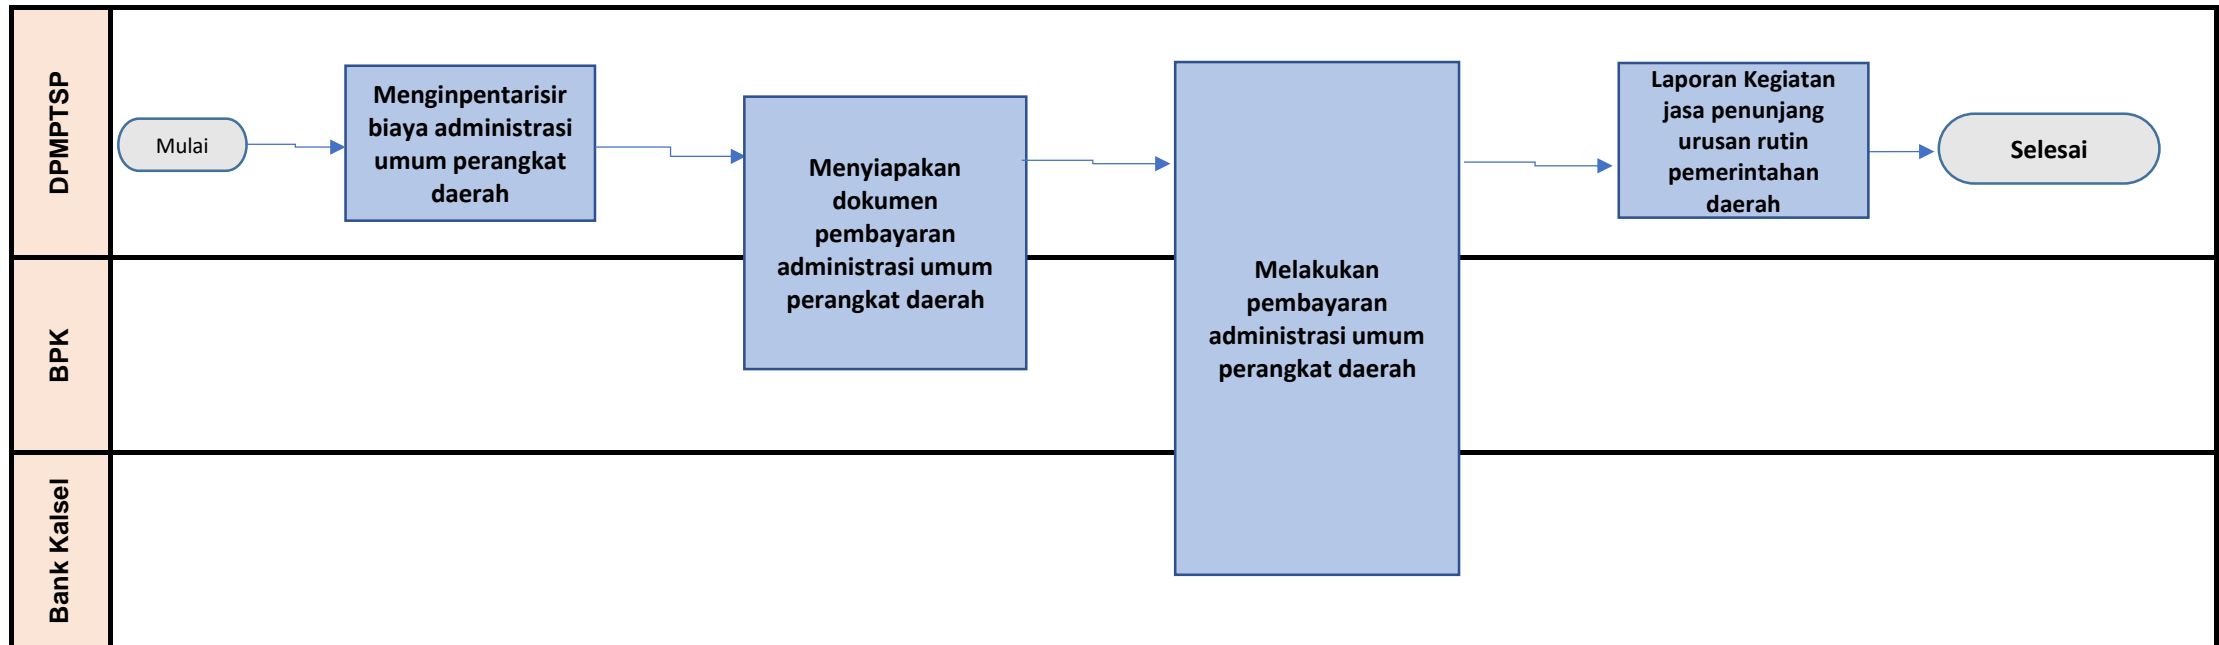 DPMPTSP
Mulai
Menginpentarisir
biaya administrasi
umum perangkat
daerah
Menyiapakan
dokumen
pembayaran
administrasi umum
perangkat daerah
Melakukan
pembayaran
administrasi umum
perangkat daerah
Laporan Kegiatan
jasa penunjang
urusan rutin
pemerintahan
daerah
Selesai
BPK
Bank Kalsel